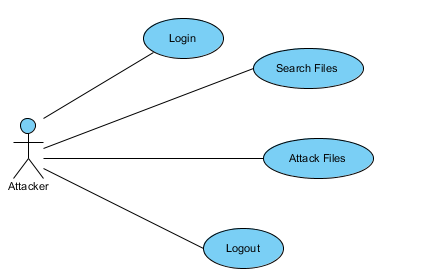 Login
Search Files
Attack Files
Attacker
Logout